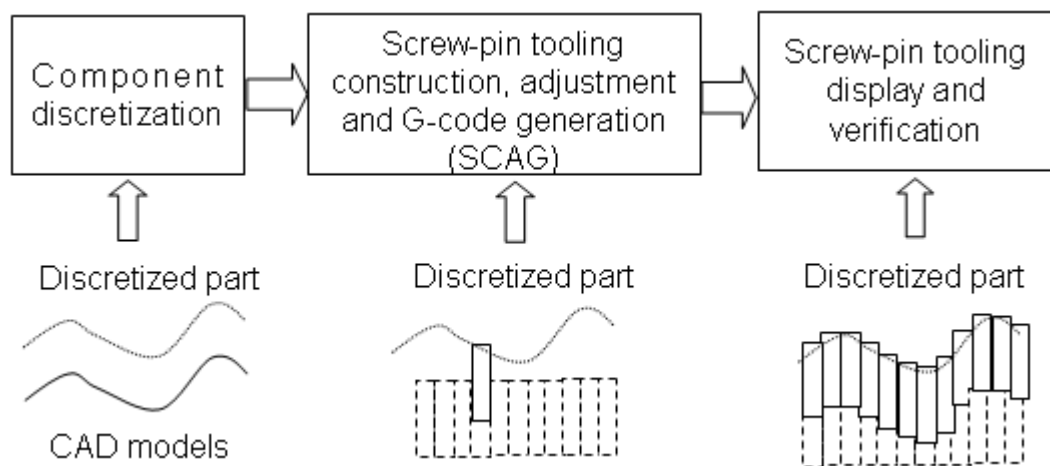 Component
discretization
Screw-pin tooling
construction, adjustment
and G-code generation
(SCAG)
Screw-pin tooling
display and
verification
Discretized part
Discretized part
Discretized part
CAD models